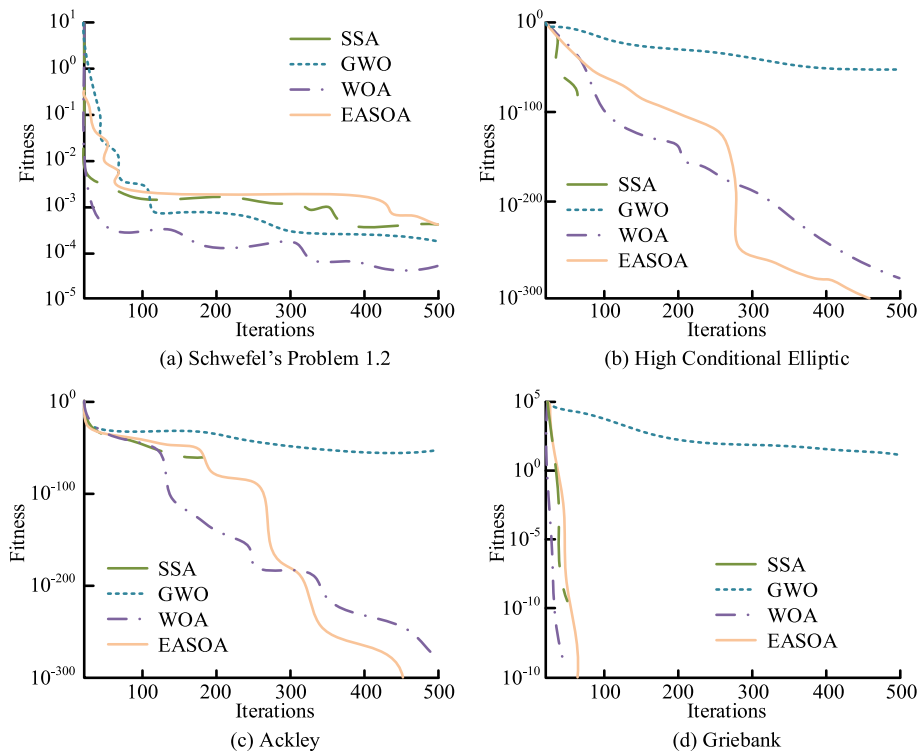 10^1
10^0
10^-1
10^-2
10^-3
10^-4
10^-5
Fitness
SSA
GWO
WOA
EASOA
100 200 300 400 500
Iterations
(a) Schwefel's Problem 1.2
10^0
10^-100
10^-200
10^-300
Fitness
SSA
GWO
WOA
EASOA
100 200 300 400 500
Iterations
(b) High Conditional Elliptic
10^0
10^-100
10^-200
10^-300
Fitness
SSA
GWO
WOA
EASOA
100 200 300 400 500
Iterations
(c) Ackley
10^5
10^0
10^-5
10^-10
10^-10
Fitness
SSA
GWO
WOA
EASOA
100 200 300 400 500
Iterations
(d) Griebank